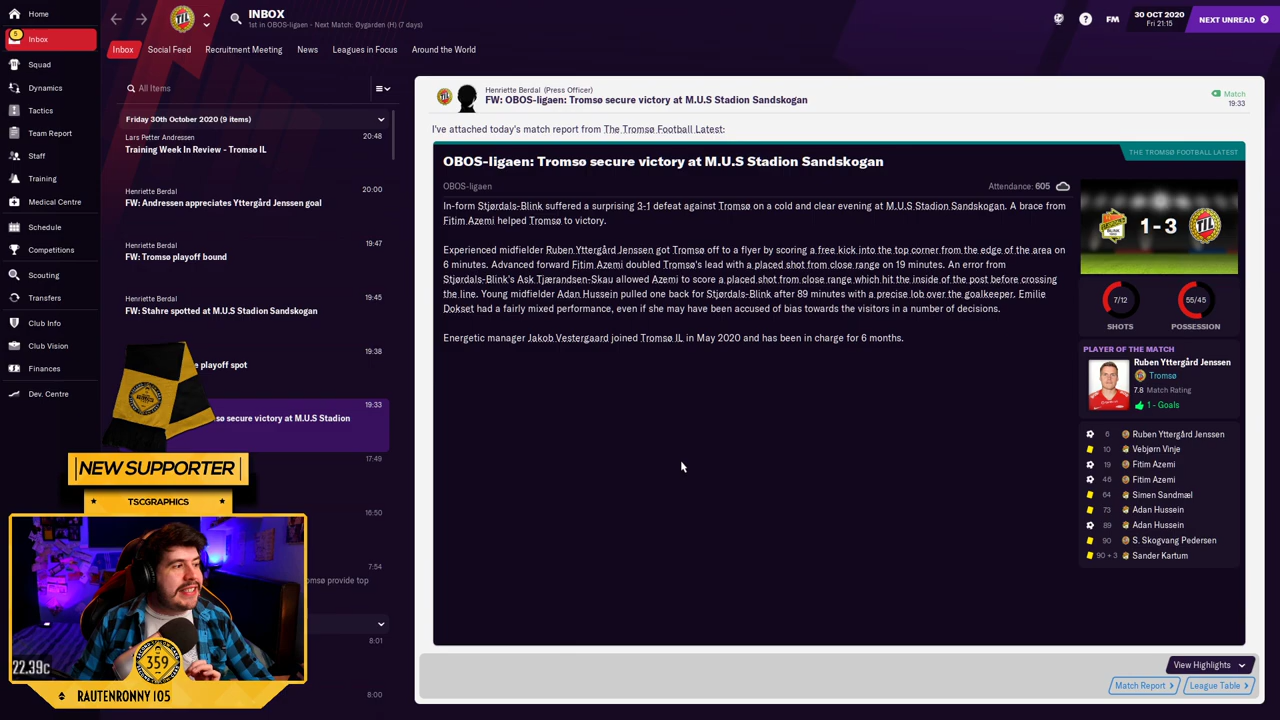 Home
5
Inbox
Squad
Dynamics
Tactics
Team Report
Staff
Training
Medical Centre
Schedule
Competitions
Scouting
Transfers
Club Info
Club Vision
Finances
Dev. Centre
TIL
INBOX
1st in OBOS-ligaen - Next Match: Øygarden (H) (7 days)
? FM
30 OCT 2020
Fri 21:15
NEXT UNREAD
Inbox Social Feed Recruitment Meeting News Leagues in Focus Around the World
All Items
Friday 30th October 2020 (9 items)
Lars Petter Andressen 20:48
Training Week In Review - Tromsø IL
Henriette Berdal 20:00
FW: Andressen appreciates Yttergård Jenssen goal
Henriette Berdal 19:47
FW: Tromsø playoff bound
Henriette Berdal 19:45
FW: Stahre spotted at M.U.S Stadion Sandskogan
19:38
e playoff spot
19:33
sø secure victory at M.U.S Stadion
17:49
16:50
7:54
omsø provide top
8:01
8:00
NEW SUPPORTER
TSCGRAPHICS
22.39c
359
RAUTENRONNY 105
Henriette Berdal (Press Officer)
FW: OBOS-ligaen: Tromsø secure victory at M.U.S Stadion Sandskogan
Match
19:33
I've attached today's match report from The Tromsø Football Latest:
THE TROMSØ FOOTBALL LATEST
OBOS-ligaen: Tromsø secure victory at M.U.S Stadion Sandskogan
OBOS-ligaen
Attendance: 605
In-form Stjørdals-Blink suffered a surprising 3-1 defeat against Tromsø on a cold and clear evening at M.U.S Stadion Sandskogan. A brace from
Fitim Azemi helped Tromsø to victory.
Experienced midfielder Ruben Yttergård Jenssen got Tromsø off to a flyer by scoring a free kick into the top corner from the edge of the area on
6 minutes. Advanced forward Fitim Azemi doubled Tromsø's lead with a placed shot from close range on 19 minutes. An error from
Stjørdals-Blink's Ask Tjærandsen-Skau allowed Azemi to score a placed shot from close range which hit the inside of the post before crossing
the line. Young midfielder Adan Hussein pulled one back for Stjørdals-Blink after 89 minutes with a precise lob over the goalkeeper. Emilie
Dokset had a fairly mixed performance, even if she may have been accused of bias towards the visitors in a number of decisions.
Energetic manager Jakob Vestergaard joined Tromsø IL in May 2020 and has been in charge for 6 months.
1 - 3
TIL
7/12
SHOTS
55/45
POSSESSION
PLAYER OF THE MATCH
Ruben Yttergård Jenssen
Tromsø
7.8 Match Rating
1 - Goals
6 Ruben Yttergård Jenssen
10 Vebjørn Vinje
19 Fitim Azemi
46 Fitim Azemi
64 Simen Sandmæl
73 Adan Hussein
89 Adan Hussein
90 S. Skogvang Pedersen
90 + 3 Sander Kartum
View Highlights
Match Report
League Table